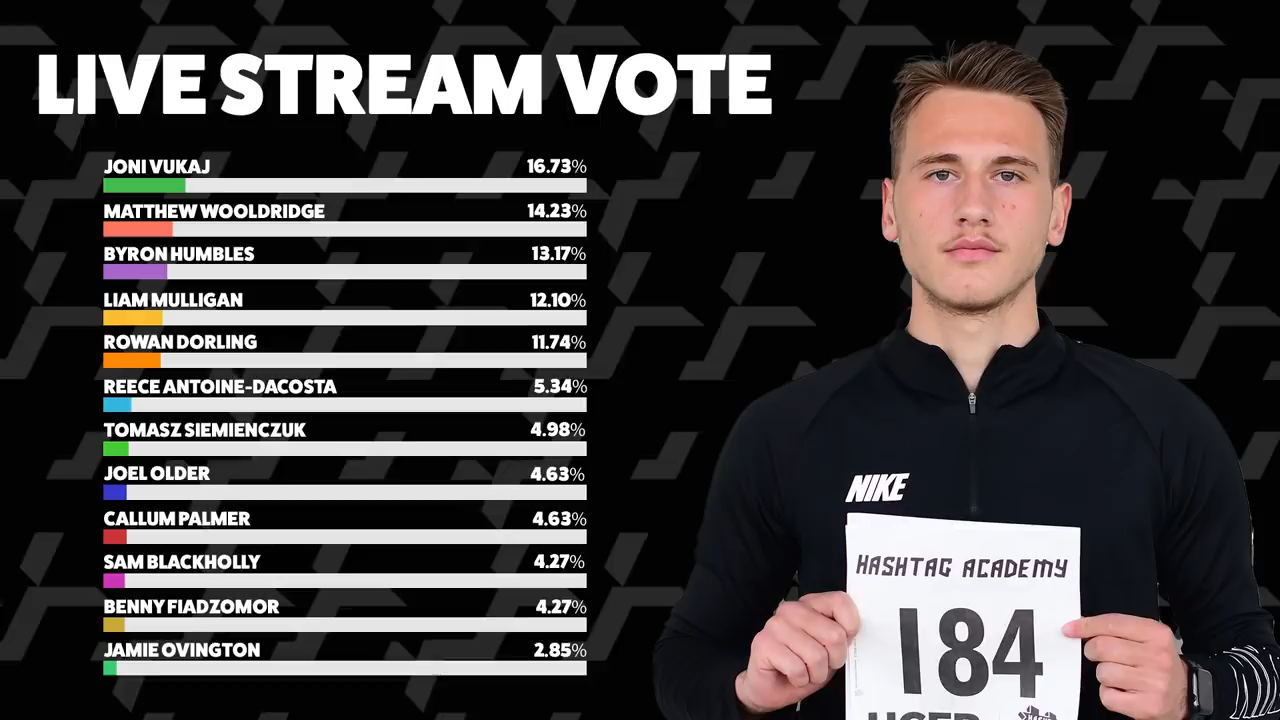 LIVE STREAM VOTE
JONI VUKAJ 16.73%
MATTHEW WOOLDRIDGE 14.23%
BYRON HUMBLES 13.17%
LIAM MULLIGAN 12.10%
ROWAN DORLING 11.74%
REECE ANTOINE-DACOSTA 5.34%
TOMASZ SIEMIENCZUK 4.98%
JOEL OLDER 4.63%
CALLUM PALMER 4.63%
SAM BLACKHOLLY 4.27%
BENNY FIADZOMOR 4.27%
JAMIE OVINGTON 2.85%
NIKE
HASHTAG ACADEMY
184